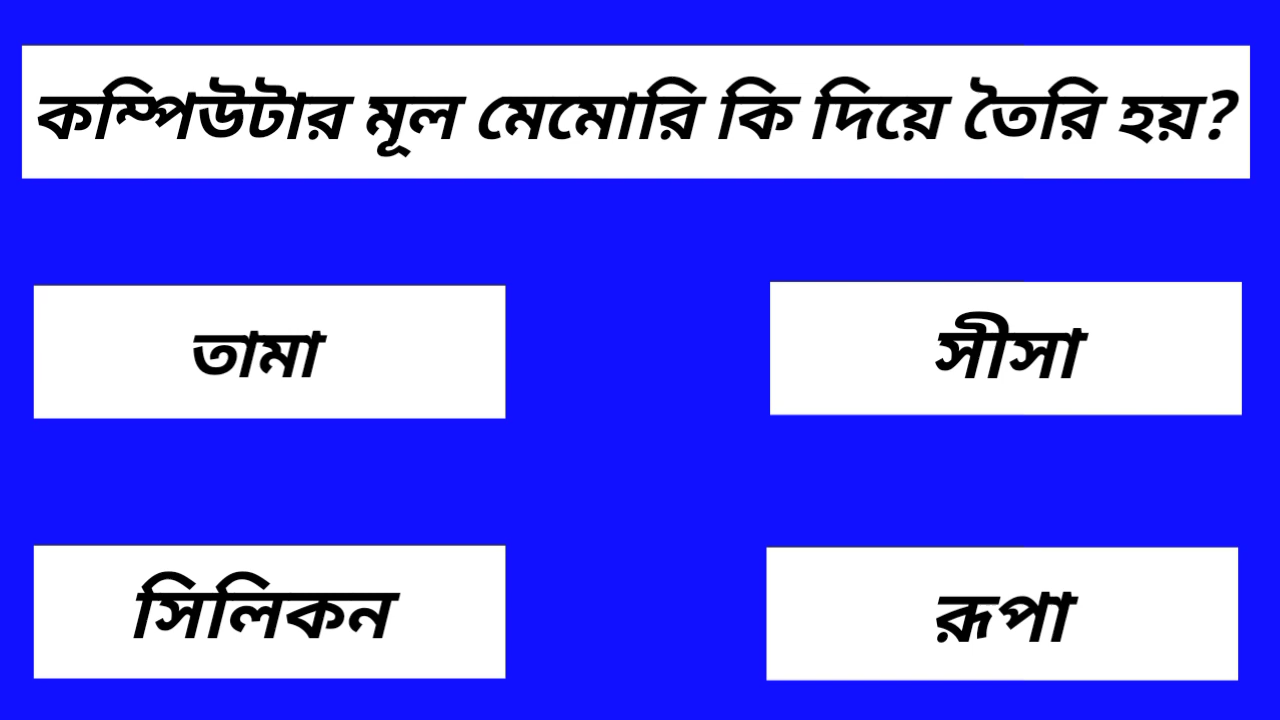 কম্পিউটার মূল মেমোরি কি দিয়ে তৈরি হয়?
তামা
সীসা
সিলিকন
রূপা